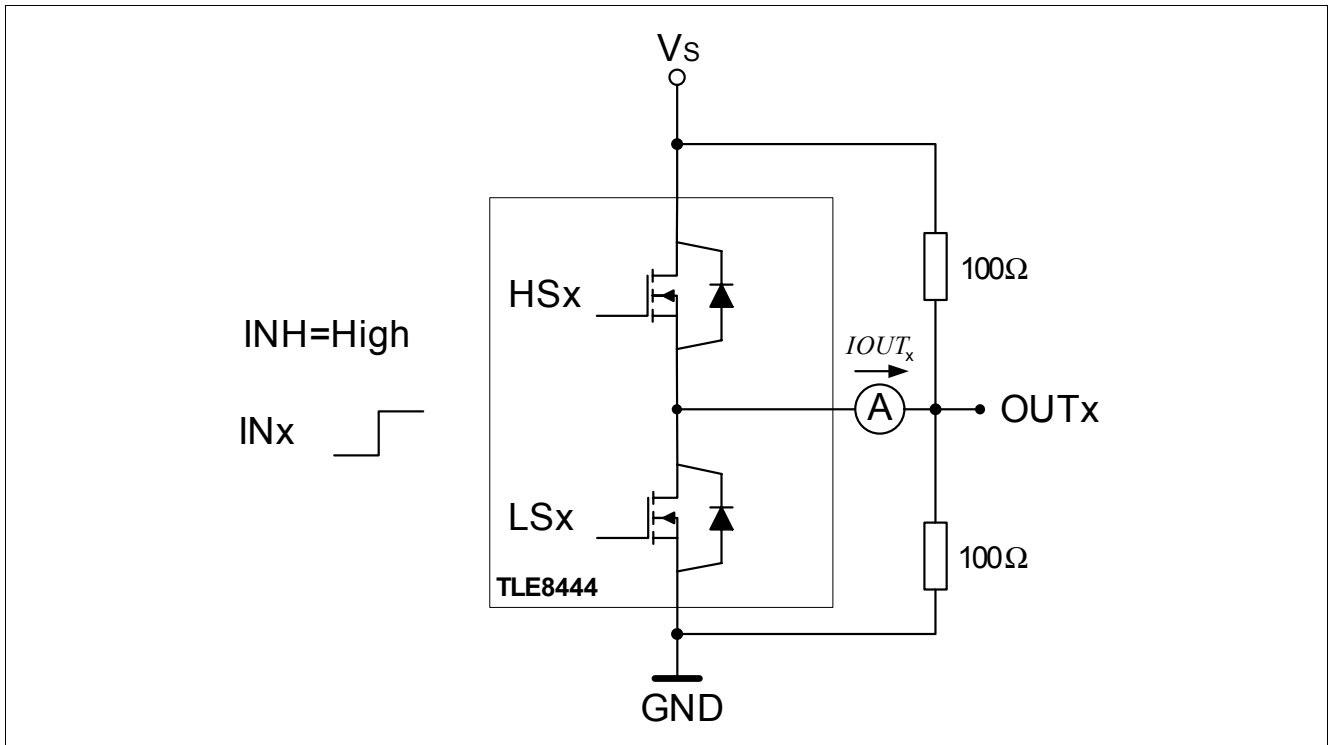 VS
HSx
100Ω
INH=High
IOUTx
A
OUTx
INx
LSx
100Ω
TLE8444
GND